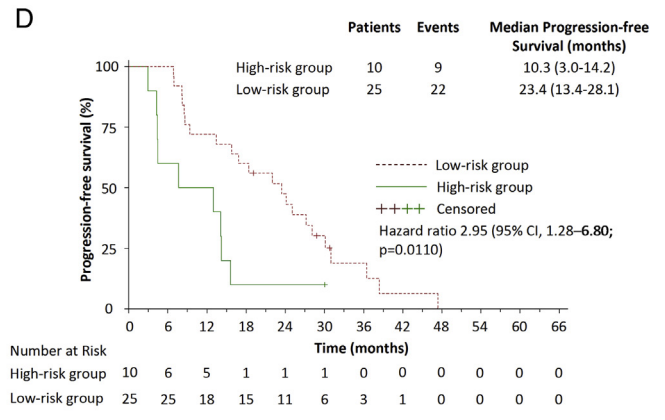 D
Patients Events Median Progression-free
Survival (months)
High-risk group 10 9 10.3 (3.0-14.2)
Low-risk group 25 22 23.4 (13.4-28.1)
Progression-free survival (%)
100
75
50
25
0
Low-risk group
High-risk group
Censored
Hazard ratio 2.95 (95% CI, 1.28–6.80;
p=0.0110)
0 6 12 18 24 30 36 42 48 54 60 66
Time (months)
Number at Risk
High-risk group 10 6 5 1 1 1 0 0 0 0 0 0
Low-risk group 25 25 18 15 11 6 3 1 0 0 0 0